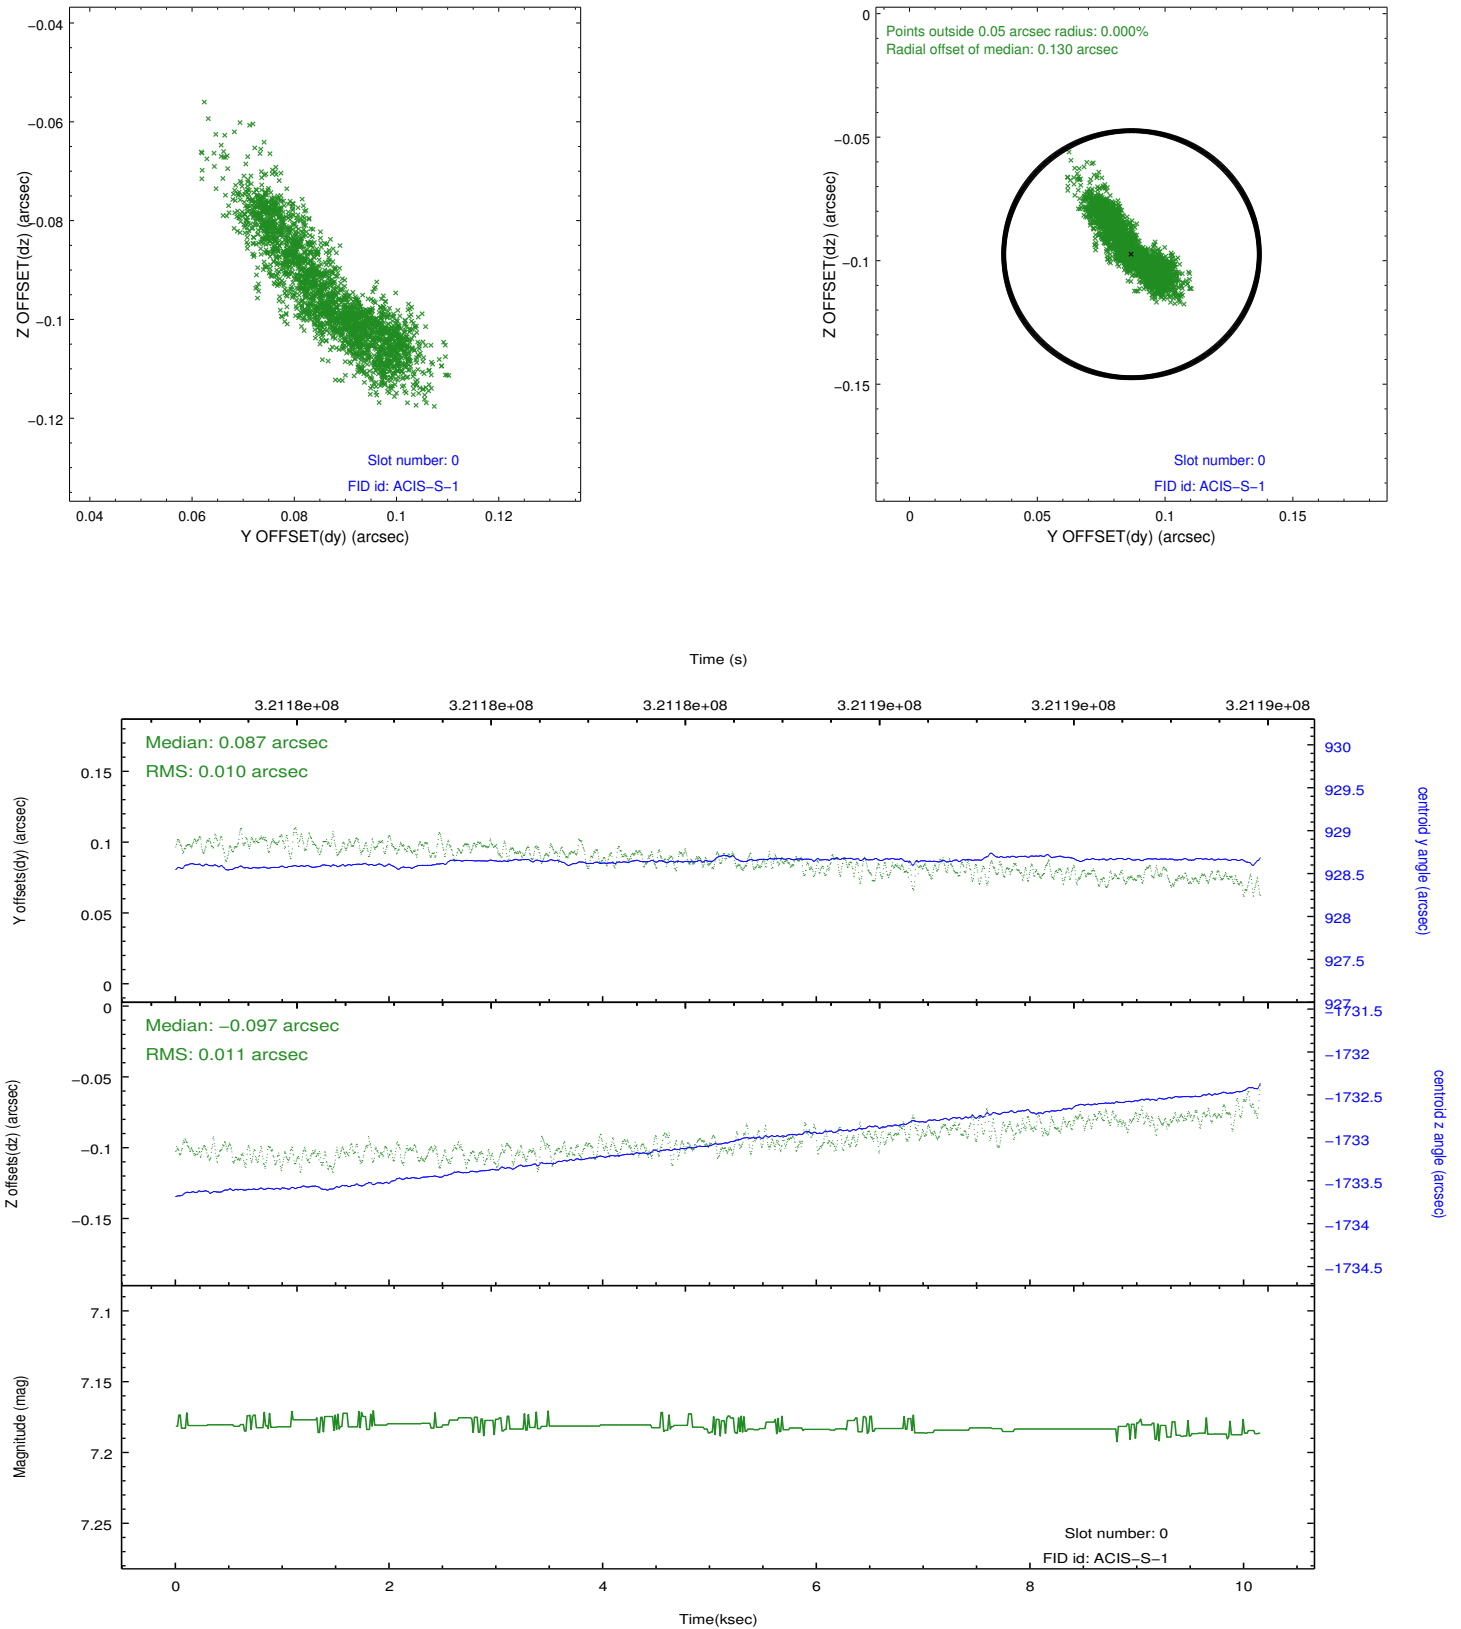 −0.04
−0.06
−0.08
−0.1
−0.12
Z OFFSET(dz) (arcsec)
Slot number: 0
FID id: ACIS−S−1
0.04 0.06 0.08 0.1 0.12
Y OFFSET(dy) (arcsec)
Points outside 0.05 arcsec radius: 0.000%
Radial offset of median: 0.130 arcsec
0
−0.05
−0.1
−0.15
Z OFFSET(dz) (arcsec)
Slot number: 0
FID id: ACIS−S−1
0 0.05 0.1 0.15
Y OFFSET(dy) (arcsec)
Time (s)
3.2118e+08 3.2118e+08 3.2118e+08 3.2119e+08 3.2119e+08 3.2119e+08
Median: 0.087 arcsec
RMS: 0.010 arcsec
0.15
0.1
0.05
0
Y offsets(dy) (arcsec)
930
929.5
929
928.5
928
927.5
927
centroid y angle (arcsec)
Median: −0.097 arcsec
RMS: 0.011 arcsec
0
−0.05
−0.1
−0.15
Z offsets(dz) (arcsec)
−1731.5
−1732
−1732.5
−1733
−1733.5
−1734
−1734.5
centroid z angle (arcsec)
7.1
7.15
7.2
7.25
Magnitude (mag)
Slot number: 0
FID id: ACIS−S−1
0 2 4 6 8 10
Time(ksec)